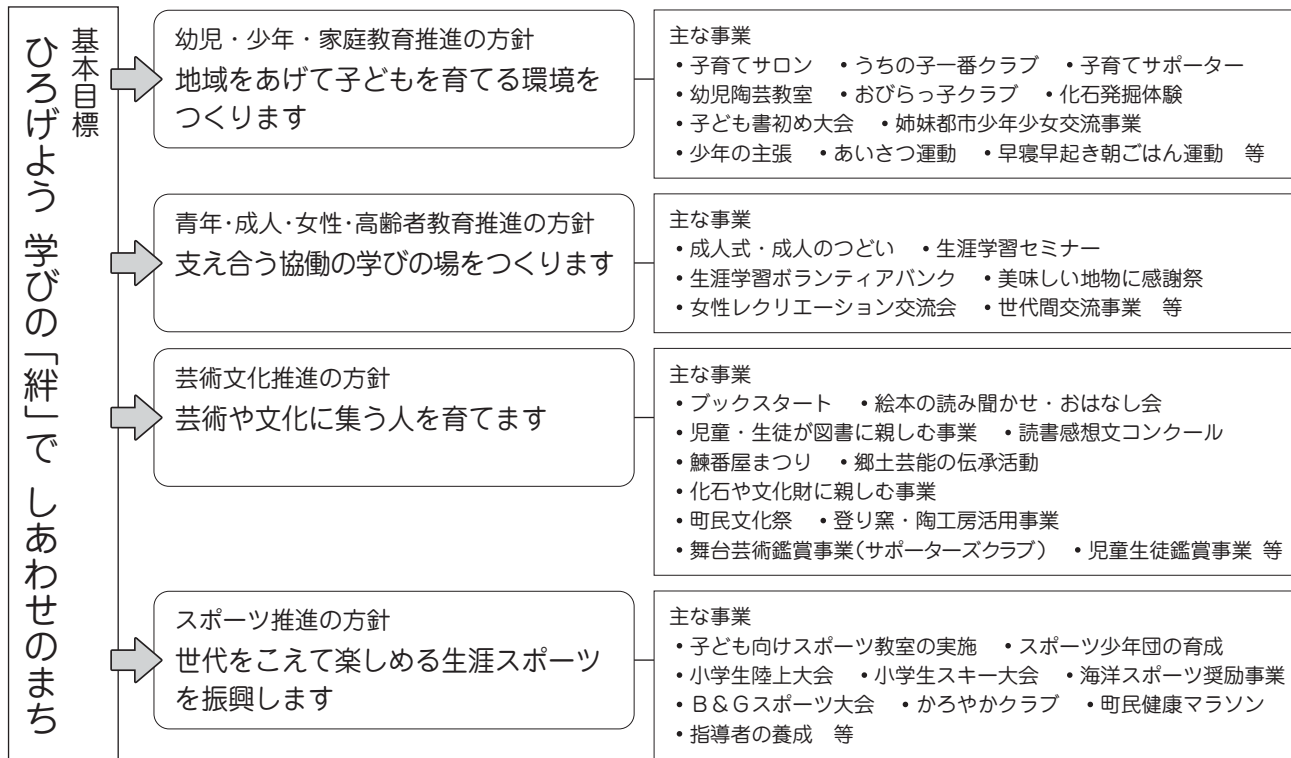 基本目標
ひろげよう 学びの「絆」で しあわせのまち
幼児・少年・家庭教育推進の方針
地域をあげて子どもを育てる環境を
つくります
主な事業
・子育てサロン ・うちの子一番クラブ ・子育てサポーター
・幼児陶芸教室 ・おびらっ子クラブ ・化石発掘体験
・子ども書初め大会 ・姉妹都市少年少女交流事業
・少年の主張 ・あいさつ運動 ・早寝早起き朝ごはん運動 等
青年・成人・女性・高齢者教育推進の方針
支え合う協働の学びの場をつくります
主な事業
・成人式・成人のつどい ・生涯学習セミナー
・生涯学習ボランティアバンク ・美味しい地物に感謝祭
・女性レクリエーション交流会 ・世代間交流事業 等
芸術文化推進の方針
芸術や文化に集う人を育てます
主な事業
・ブックスタート ・絵本の読み聞かせ・おはなし会
・児童・生徒が図書に親しむ事業 ・読書感想文コンクール
・鰊番屋まつり ・郷土芸能の伝承活動
・化石や文化財に親しむ事業
・町民文化祭 ・登り窯・陶工房活用事業
・舞台芸術鑑賞事業(サポーターズクラブ) ・児童生徒鑑賞事業 等
スポーツ推進の方針
世代をこえて楽しめる生涯スポーツ
を振興します
主な事業
・子ども向けスポーツ教室の実施 ・スポーツ少年団の育成
・小学生陸上大会 ・小学生スキー大会 ・海洋スポーツ奨励事業
・B&Gスポーツ大会 ・かろやかクラブ ・町民健康マラソン
・指導者の養成 等